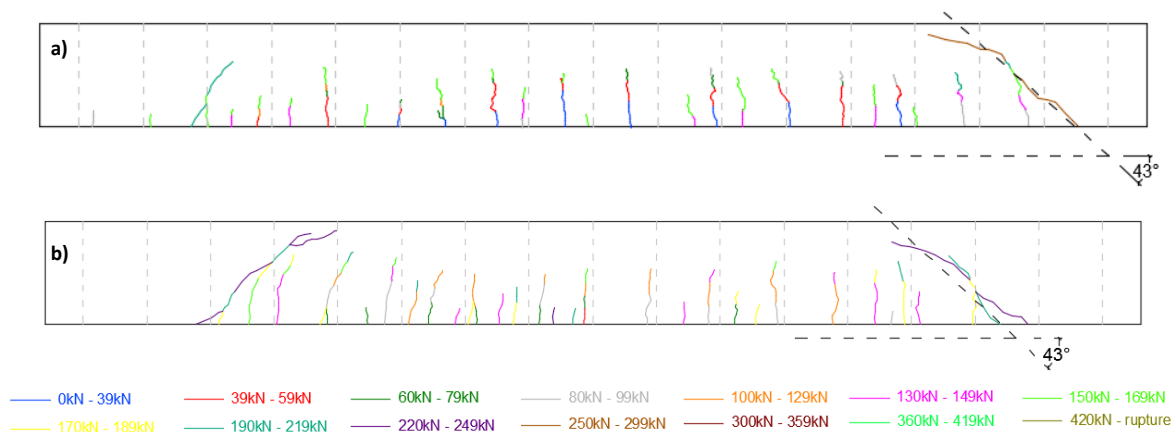 a)
43°
b)
43°
0kN - 39kN 39kN - 59kN 60kN - 79kN 80kN - 99kN 100kN - 129kN 130kN - 149kN 150kN - 169kN
170kN - 189kN 190kN - 219kN 220kN - 249kN 250kN - 299kN 300kN - 359kN 360kN - 419kN 420kN - rupture